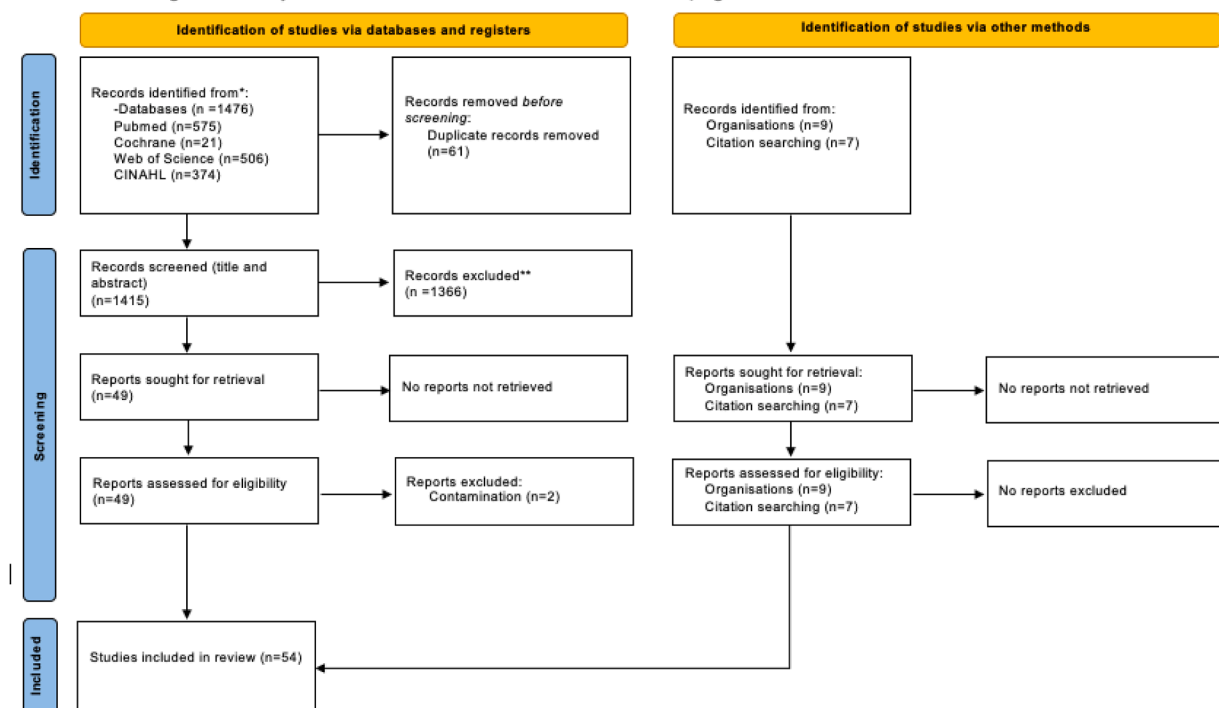 Identification of studies via databases and registers
Identification of studies via other methods
Identification
Records identified from*:
-Databases (n =1476)
Pubmed (n=575)
Cochrane (n=21)
Web of Science (n=506)
CINAHL (n=374)
Records removed before
screening:
Duplicate records removed
(n=61)
Records identified from:
Organisations (n=9)
Citation searching (n=7)
Screening
Records screened (title and
abstract)
(n=1415)
Records excluded**
(n =1366)
Reports sought for retrieval
(n=49)
No reports not retrieved
Reports sought for retrieval:
Organisations (n=9)
Citation searching (n=7)
No reports not retrieved
Reports assessed for eligibility
(n=49)
Reports excluded:
Contamination (n=2)
Reports assessed for eligibility:
Organisations (n=9)
Citation searching (n=7)
No reports excluded
Included
Studies included in review (n=54)